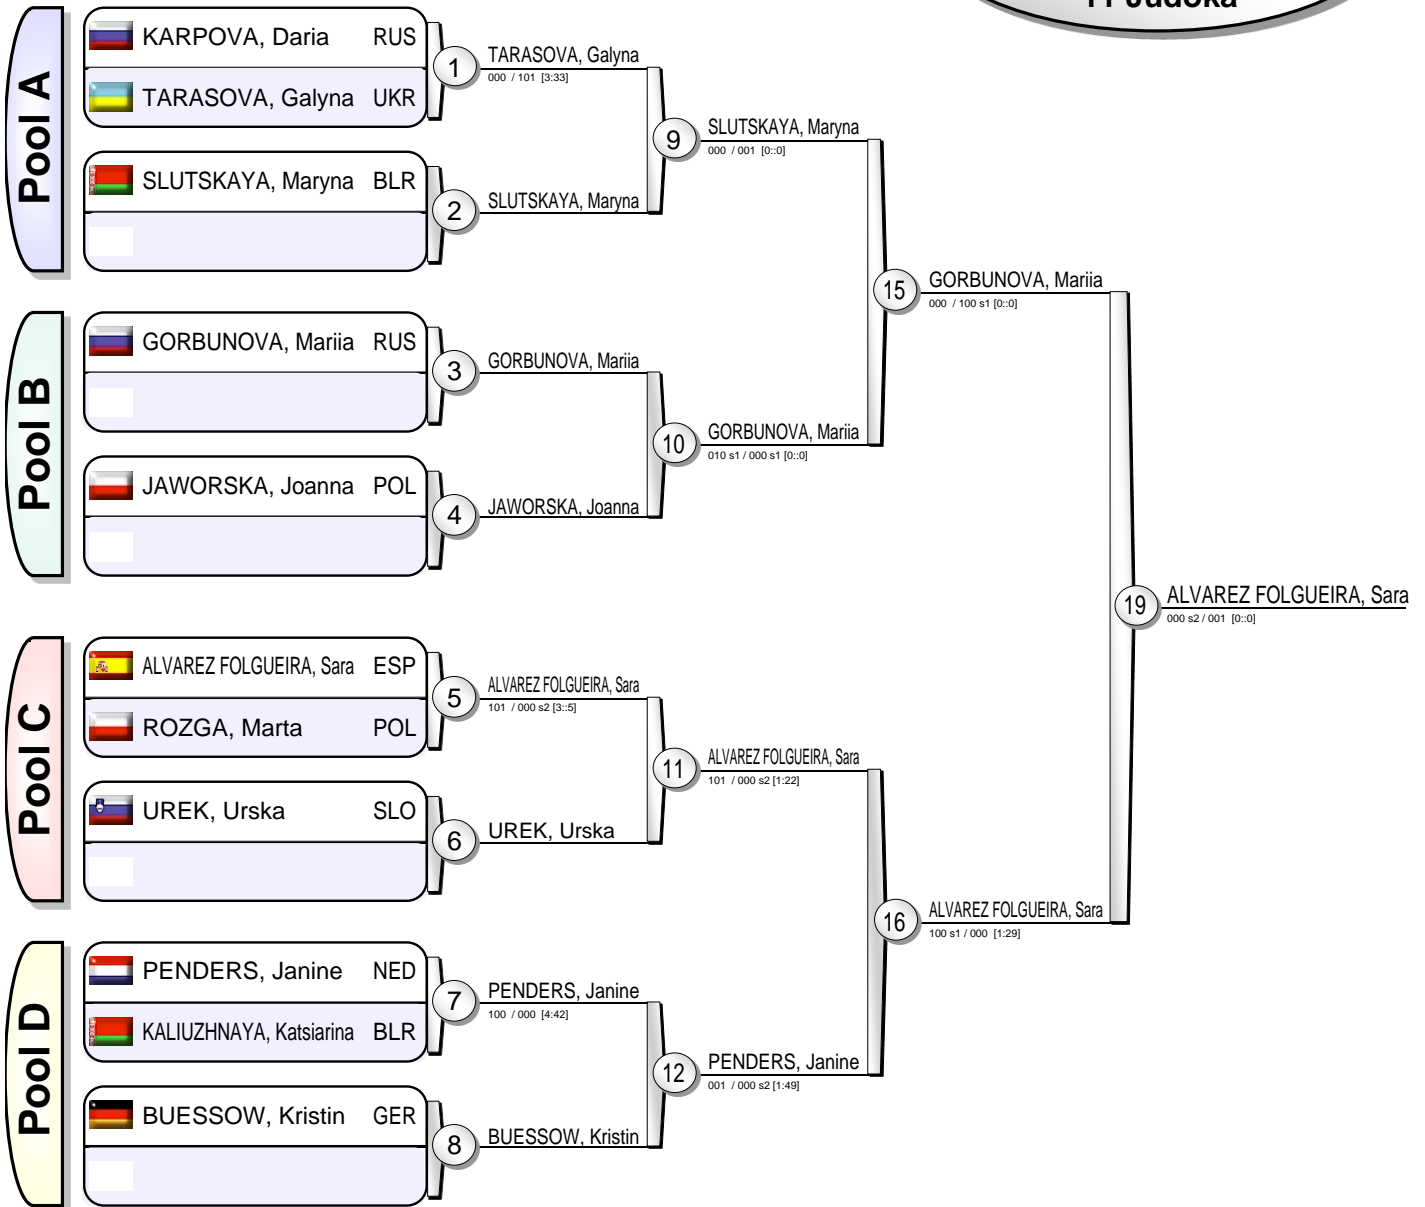 11 Judoka
Pool A
KARPOVA, Daria RUS
TARASOVA, Galyna UKR
SLUTSKAYA, Maryna BLR
1
TARASOVA, Galyna
000 / 101 [3:33]
2
SLUTSKAYA, Maryna
9
SLUTSKAYA, Maryna
000 / 001 [0::0]
Pool B
GORBUNOVA, Mariia RUS
JAWORSKA, Joanna POL
3
GORBUNOVA, Mariia
4
JAWORSKA, Joanna
10
GORBUNOVA, Mariia
010 s1 / 000 s1 [0::0]
15
GORBUNOVA, Mariia
000 / 100 s1 [0::0]
Pool C
ALVAREZ FOLGUEIRA, Sara ESP
ROZGA, Marta POL
UREK, Urska SLO
5
ALVAREZ FOLGUEIRA, Sara
101 / 000 s2 [3::5]
6
UREK, Urska
11
ALVAREZ FOLGUEIRA, Sara
101 / 000 s2 [1:22]
Pool D
PENDERS, Janine NED
KALIUZHNAYA, Katsiarina BLR
BUESSOW, Kristin GER
7
PENDERS, Janine
100 / 000 [4:42]
8
BUESSOW, Kristin
12
PENDERS, Janine
001 / 000 s2 [1:49]
16
ALVAREZ FOLGUEIRA, Sara
100 s1 / 000 [1:29]
19
ALVAREZ FOLGUEIRA, Sara
000 s2 / 001 [0::0]